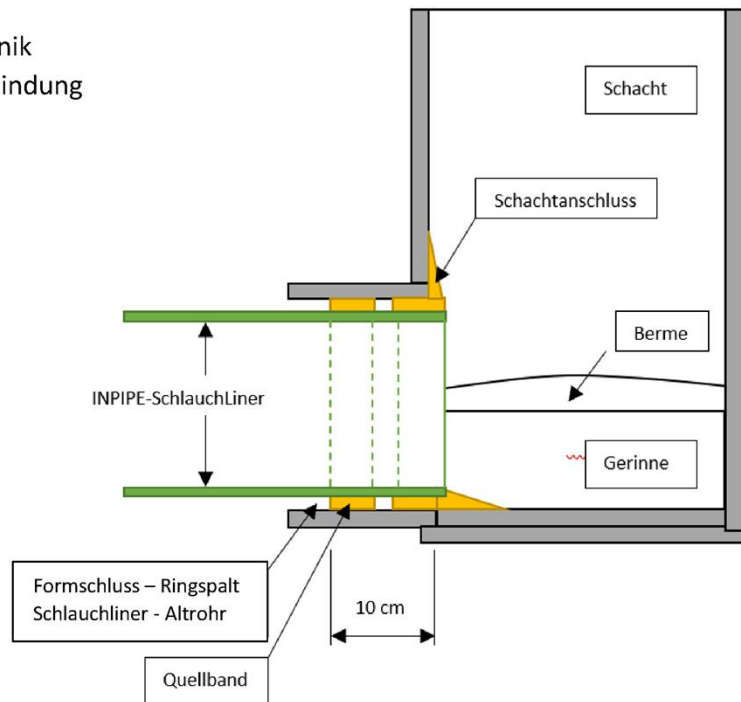 nik
indung
Schacht
Schachtanschluss
Berme
INPIPE-SchlauchLiner
Gerinne
Formschluss – Ringspalt
Schlauchliner - Altrohr
10 cm
Quellband